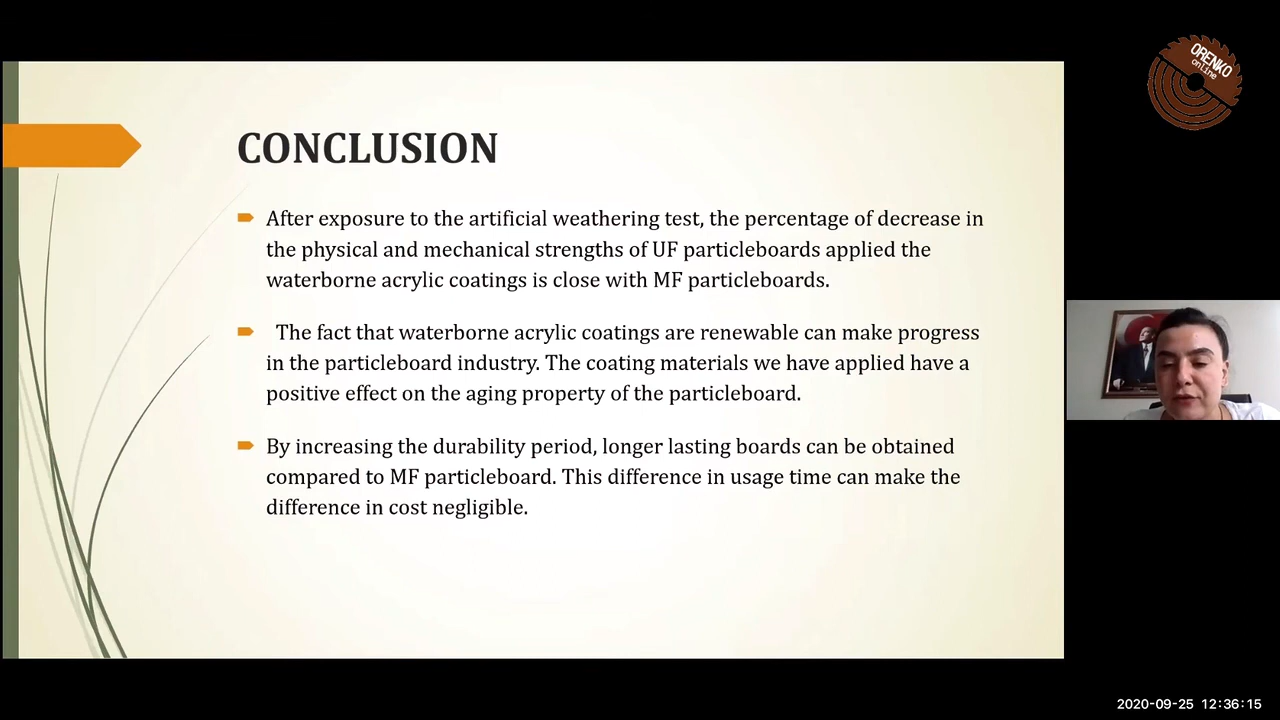 ORENKO
online
CONCLUSION
After exposure to the artificial weathering test, the percentage of decrease in
the physical and mechanical strengths of UF particleboards applied the
waterborne acrylic coatings is close with MF particleboards.
The fact that waterborne acrylic coatings are renewable can make progress
in the particleboard industry. The coating materials we have applied have a
positive effect on the aging property of the particleboard.
By increasing the durability period, longer lasting boards can be obtained
compared to MF particleboard. This difference in usage time can make the
difference in cost negligible.
2020-09-25 12:36:15